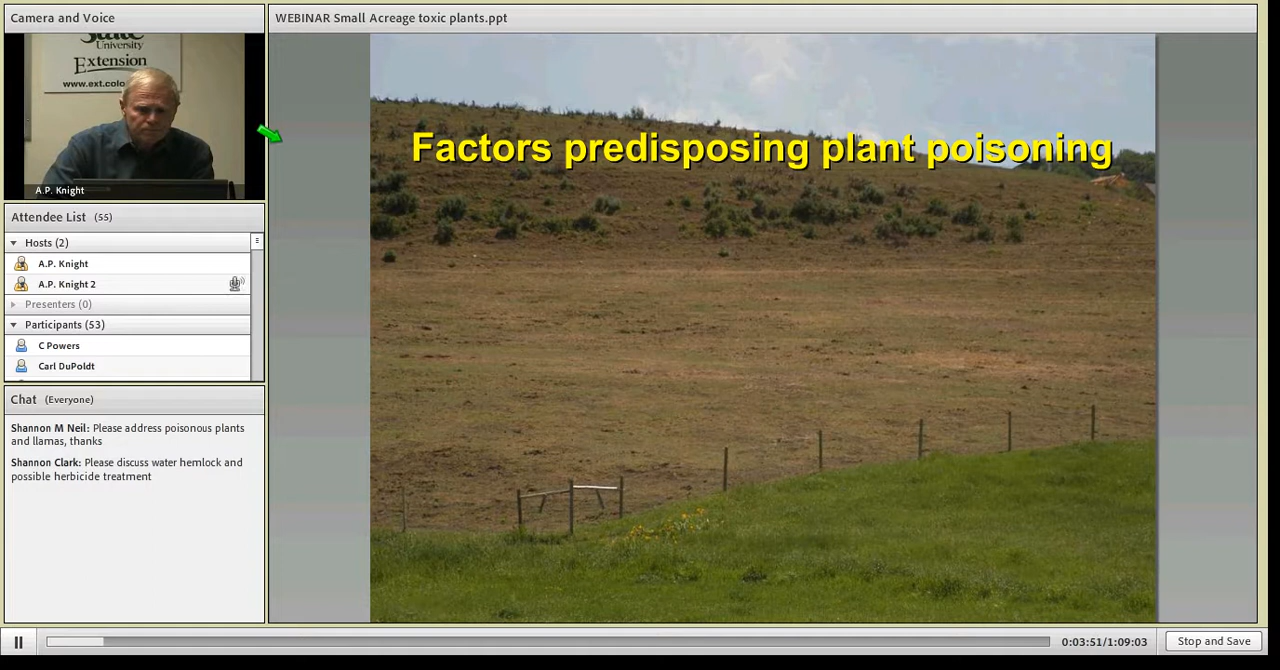 Camera and Voice
State
University
Extension
www.ext.colo
A.P. Knight
Attendee List (55)
Hosts (2)
A.P. Knight
A.P. Knight 2
Presenters (0)
Participants (53)
C Powers
Carl DuPoldt
Chat (Everyone)
Shannon M Neil: Please address poisonous plants
and llamas, thanks
Shannon Clark: Please discuss water hemlock and
possible herbicide treatment
WEBINAR Small Acreage toxic plants.ppt
Factors predisposing plant poisoning
0:03:51/1:09:03
Stop and Save